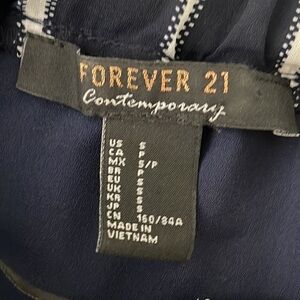 FOREVER 21
Contemporary
US S
CA P
MX S/P
BR P
EU S
UK S
KR S
JP S
CN 160/84A
MADE IN
VIETNAM